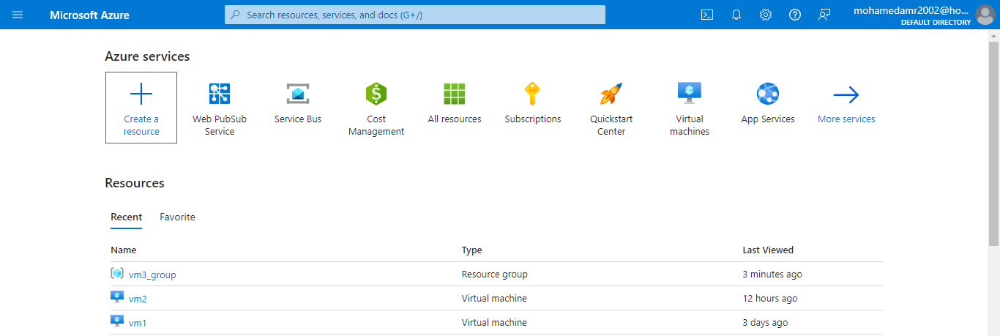 Microsoft Azure
Search resources, services, and docs (G+/)
mohamedamr2002@ho...
DEFAULT DIRECTORY
Azure services
Create a
resource
Web PubSub
Service
Service Bus
Cost
Management
All resources
Subscriptions
Quickstart
Center
Virtual
machines
App Services
More services
Resources
Recent Favorite
Name Type Last Viewed
vm3_group Resource group 3 minutes ago
vm2 Virtual machine 12 hours ago
vm1 Virtual machine 3 days ago